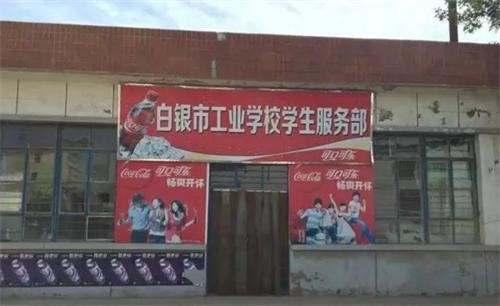 白银市工业学校学生服务部
可口可乐
Coca-Cola 可口可乐
畅爽开怀
Coca-Cola 可口可乐
畅爽开怀